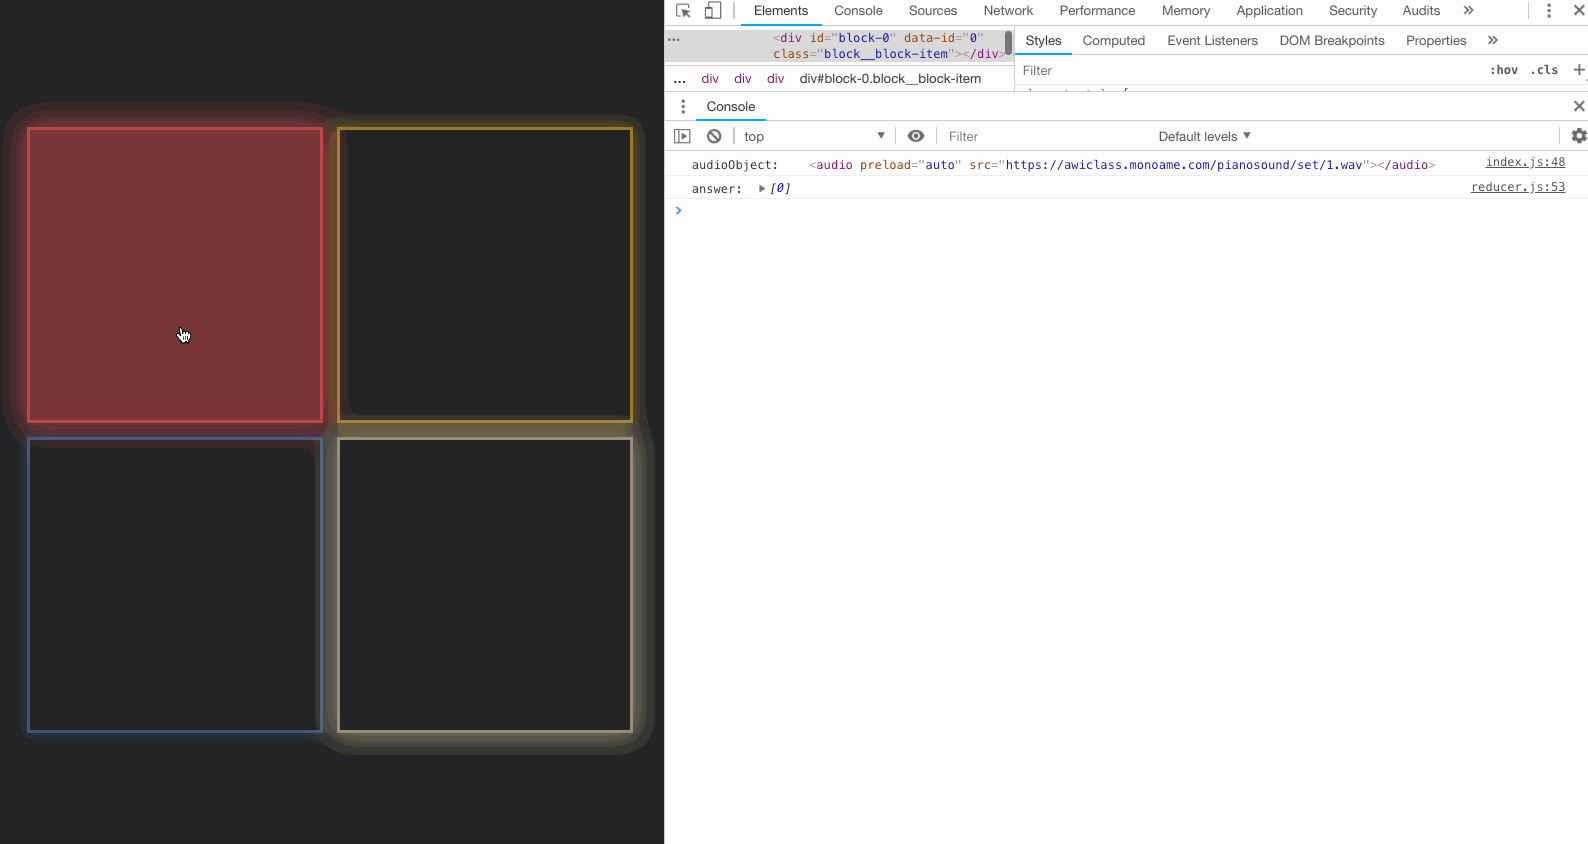 Elements Console Sources Network Performance Memory Application Security Audits »
... <div id="block-0" data-id="0"
class="block__block-item"></div>
Styles Computed Event Listeners DOM Breakpoints Properties »
... div div div div#block-0.block__block-item
Filter :hov .cls +
Console
top ▼ Filter Default levels ▼
audioObject: <audio preload="auto" src="https://awiclass.monoame.com/pianosound/set/1.wav"></audio> index.js:48
answer: ▶ [0] reducer.js:53
>